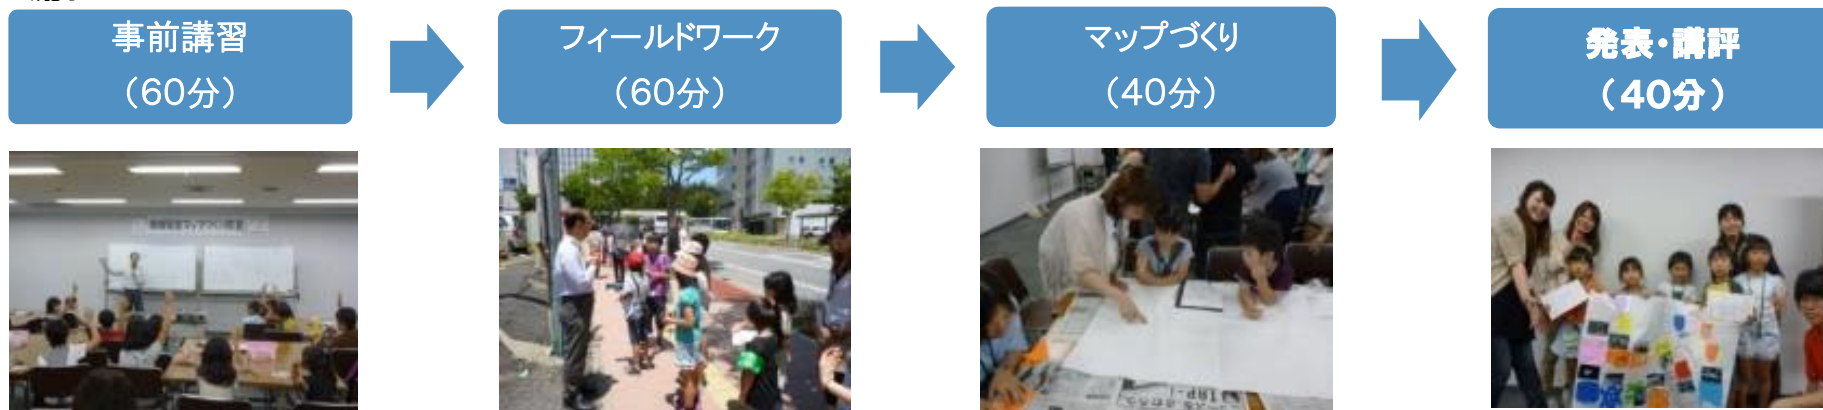 事前講習
（60分）
フィールドワーク
（60分）
マップづくり
（40分）
発表・講評
（40分）